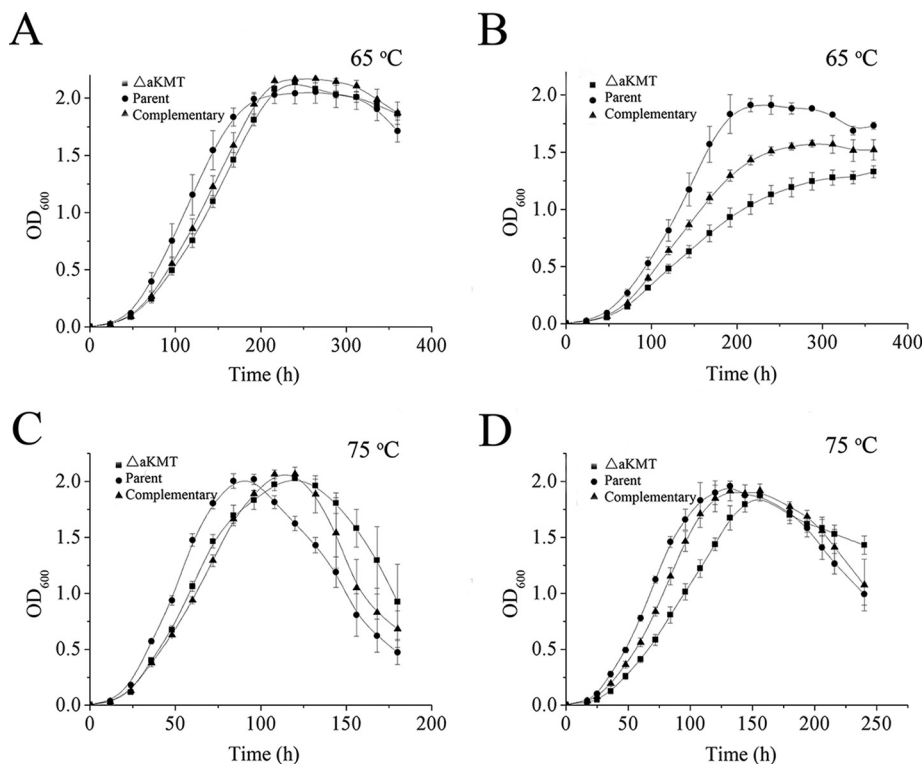 A
65 °C
△aKMT
Parent
Complementary
OD600
2.0
1.5
1.0
0.5
0.0
0 100 200 300 400
Time (h)
B
65 °C
△aKMT
Parent
Complementary
OD600
2.0
1.5
1.0
0.5
0.0
0 100 200 300 400
Time (h)
C
75 °C
△aKMT
Parent
Complementary
OD600
2.0
1.5
1.0
0.5
0.0
0 50 108 150 200
Time (h)
D
75 °C
△aKMT
Parent
Complementary
OD600
2.0
1.5
1.0
0.5
0.0
0 50 100 150 200 250
Time (h)